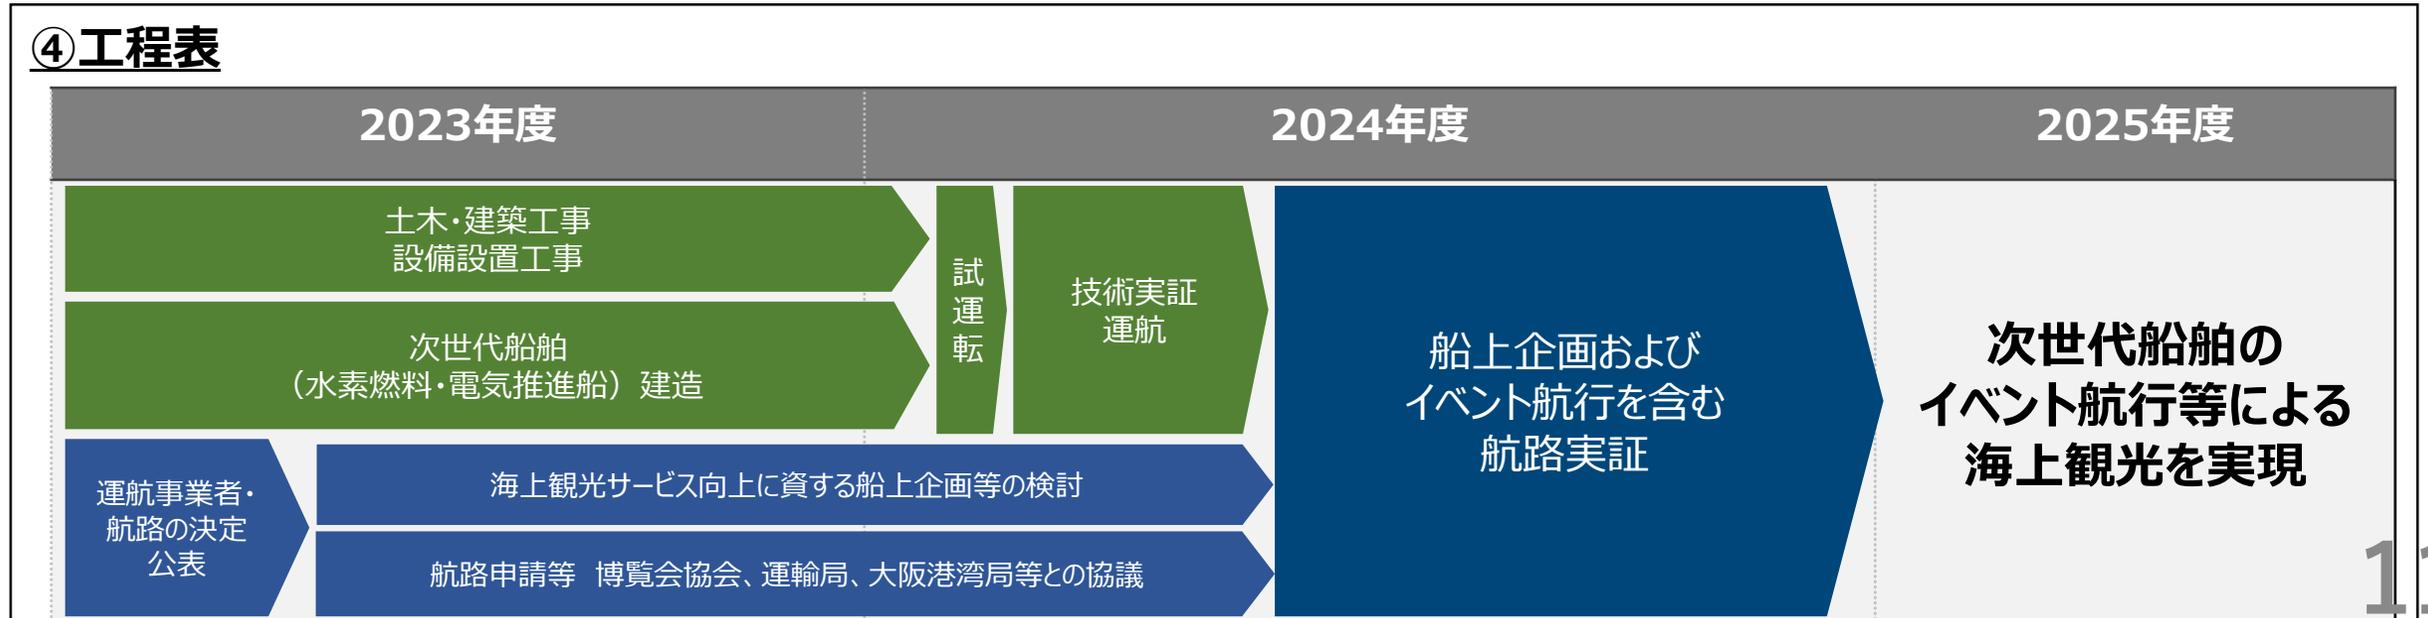 ④工程表
2023年度
2024年度
2025年度
土木・建築工事
設備設置工事
次世代船舶
（水素燃料・電気推進船）建造
試
運
転
技術実証
運航
運航事業者・
航路の決定
公表
海上観光サービス向上に資する船上企画等の検討
航路申請等　博覧会協会、運輸局、大阪港湾局等との協議
船上企画および
イベント航行を含む
航路実証
次世代船舶の
イベント航行等による
海上観光を実現
11